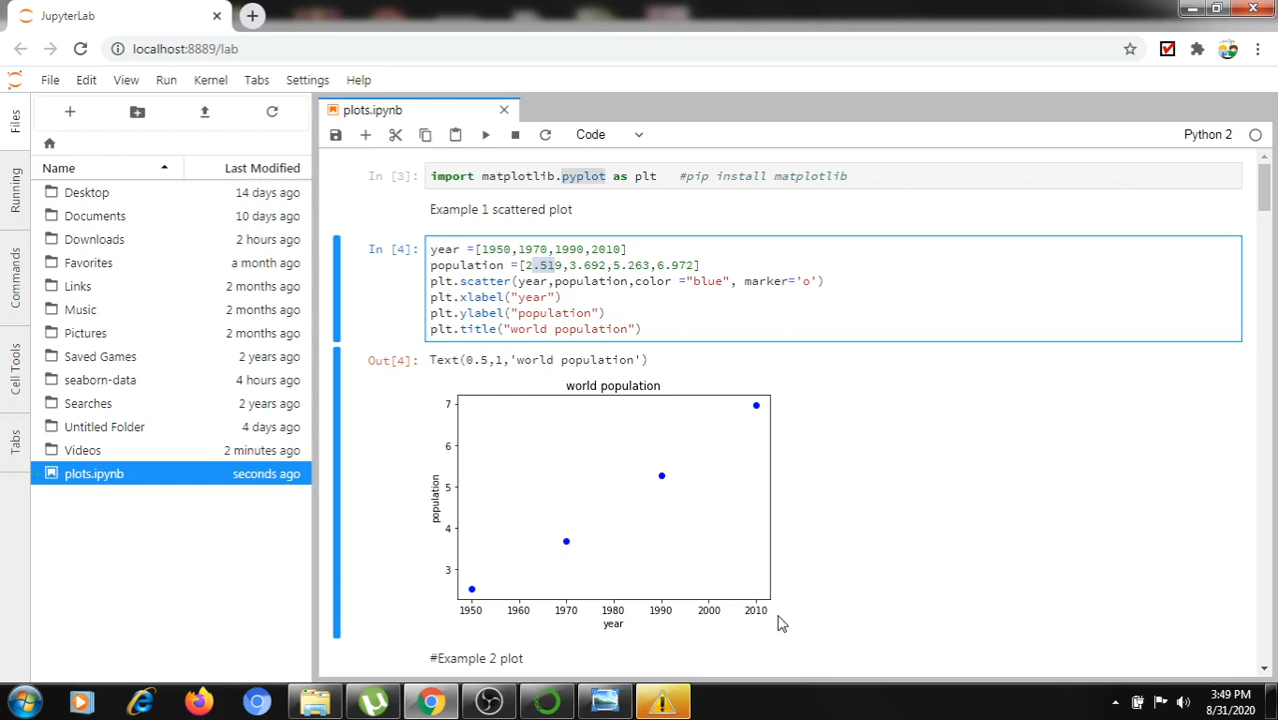 JupyterLab
localhost:8889/lab
File Edit View Run Kernel Tabs Settings Help
Files
Running
Commands
Cell Tools
Tabs
Name Last Modified
Desktop 14 days ago
Documents 10 days ago
Downloads 2 hours ago
Favorites a month ago
Links 2 months ago
Music 2 months ago
Pictures 2 months ago
Saved Games 2 years ago
seaborn-data 4 hours ago
Searches 2 years ago
Untitled Folder 4 days ago
Videos 2 minutes ago
plots.ipynb seconds ago
plots.ipynb
Code Python 2
In [3]: import matplotlib.pyplot as plt #pip install matplotlib
Example 1 scattered plot
In [4]: year =[1950,1970,1990,2010]
population =[2.519,3.692,5.263,6.972]
plt.scatter(year,population,color ="blue", marker='o')
plt.xlabel("year")
plt.ylabel("population")
plt.title("world population")
Out[4]: Text(0.5,1,'world population')
world population
7
6
5
4
3
population
1950 1960 1970 1980 1990 2000 2010
year
#Example 2 plot
3:49 PM
8/31/2020